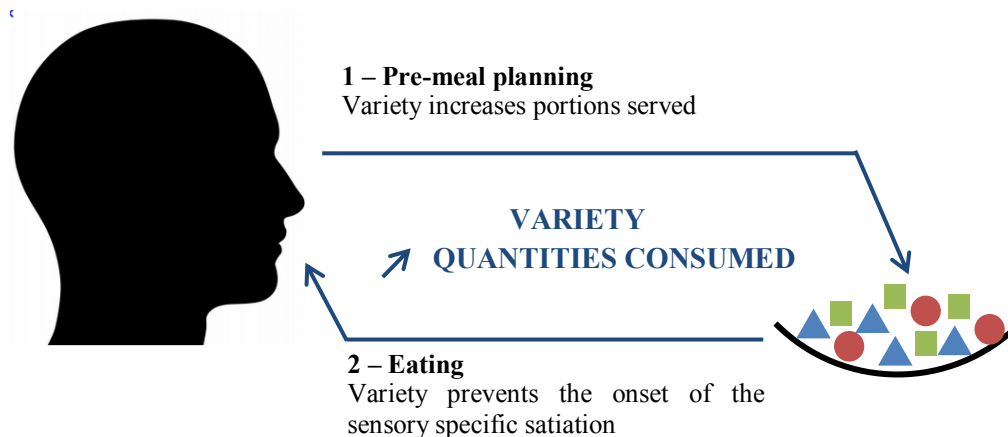 1 – Pre-meal planning
Variety increases portions served
VARIETY
QUANTITIES CONSUMED
2 – Eating
Variety prevents the onset of the
sensory specific satiation